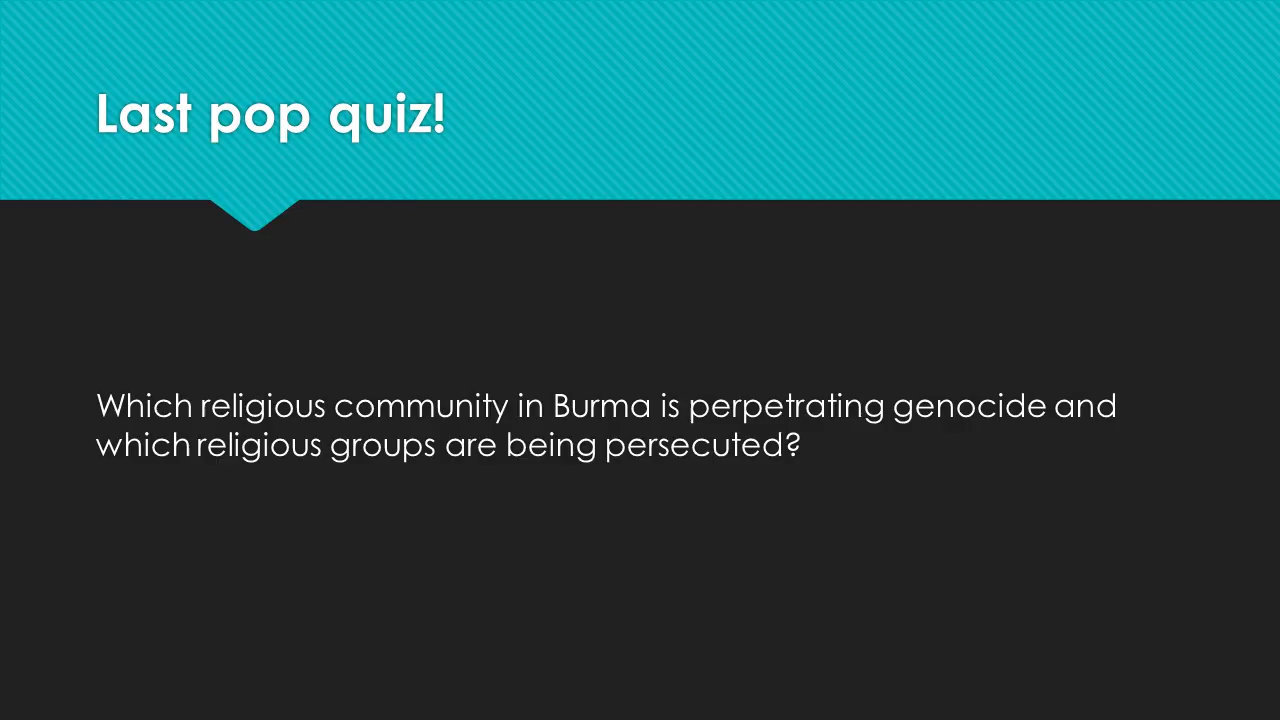 Last pop quiz!
Which religious community in Burma is perpetrating genocide and
which religious groups are being persecuted?